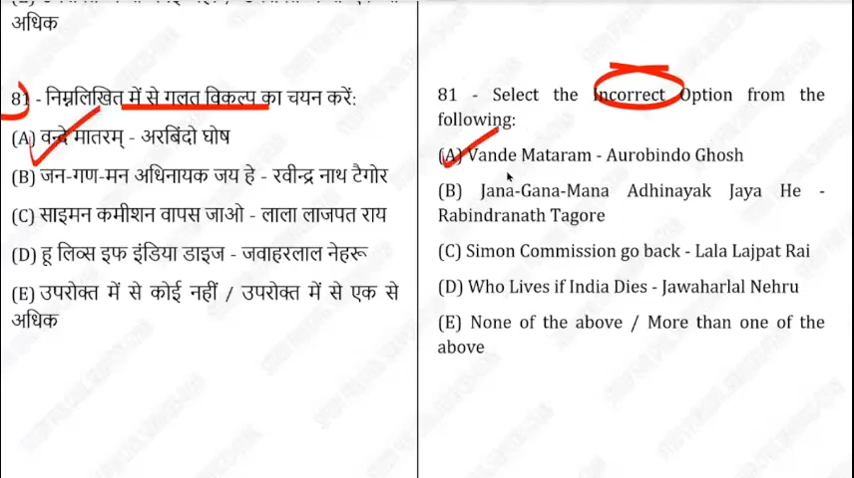 अधिक
81 - निम्नलिखित में से गलत विकल्प का चयन करें:
(A) वन्दे मातरम् - अरबिंदो घोष
(B) जन-गण-मन अधिनायक जय हे - रवीन्द्र नाथ टैगोर
(C) साइमन कमीशन वापस जाओ - लाला लाजपत राय
(D) हू लिव्स इफ इंडिया डाइज - जवाहरलाल नेहरू
(E) उपरोक्त में से कोई नहीं / उपरोक्त में से एक से
अधिक
81 - Select the Incorrect Option from the
following:
(A) Vande Mataram - Aurobindo Ghosh
(B) Jana-Gana-Mana Adhinayak Jaya He -
Rabindranath Tagore
(C) Simon Commission go back - Lala Lajpat Rai
(D) Who Lives if India Dies - Jawaharlal Nehru
(E) None of the above / More than one of the
above